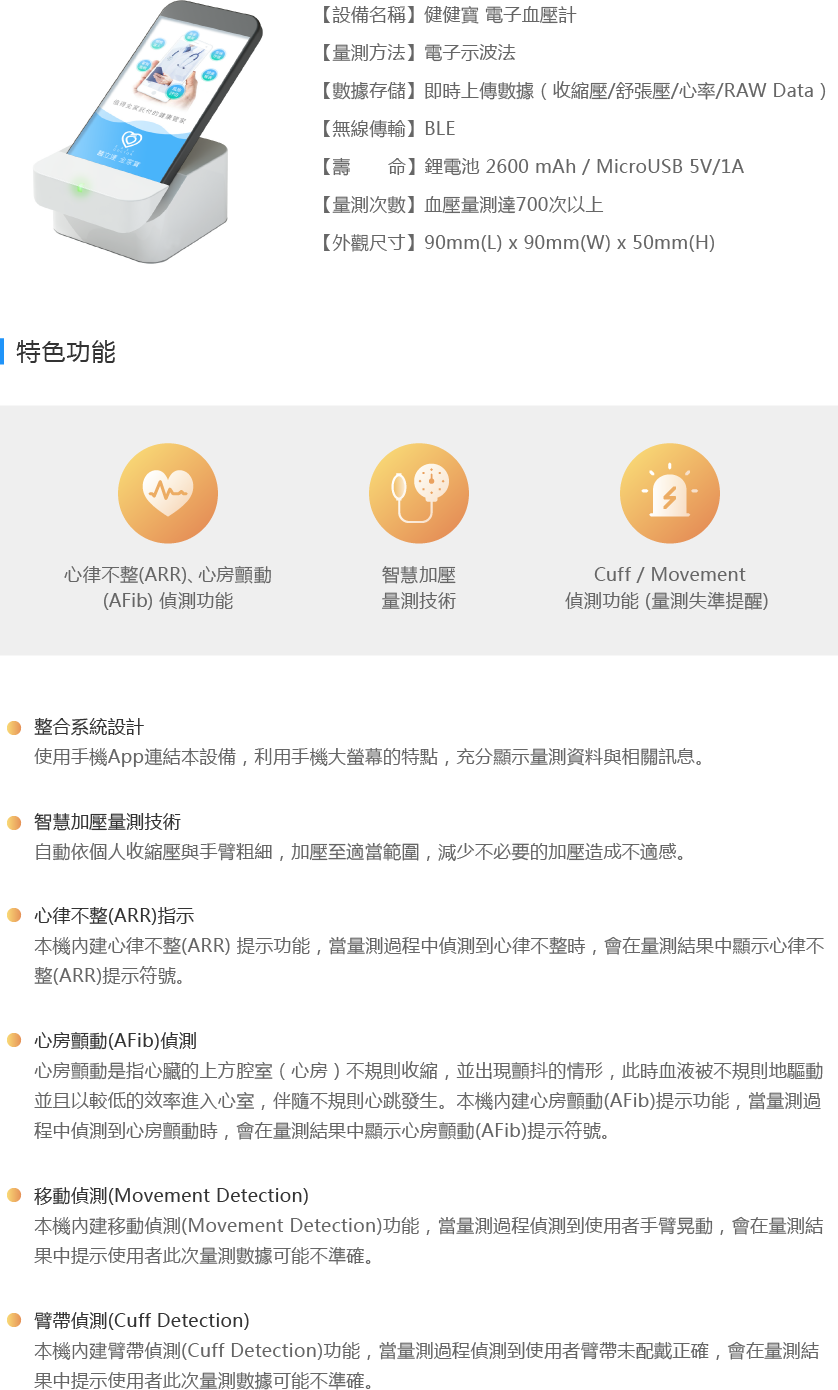 【設備名稱】健健寶 電子血壓計
【量測方法】電子示波法
【數據存儲】即時上傳數據 ( 收縮壓/舒張壓/心率/RAW Data )
【無線傳輸】BLE
【壽　　命】鋰電池 2600 mAh / MicroUSB 5V/1A
【量測次數】血壓量測達700次以上
【外觀尺寸】90mm(L) x 90mm(W) x 50mm(H)
特色功能
心律不整(ARR)、心房顫動
(AFib) 偵測功能
智慧加壓
量測技術
Cuff / Movement
偵測功能 (量測失準提醒)
整合系統設計
使用手機App連結本設備，利用手機大螢幕的特點，充分顯示量測資料與相關訊息。
智慧加壓量測技術
自動依個人收縮壓與手臂粗細，加壓至適當範圍，減少不必要的加壓造成不適感。
心律不整(ARR)指示
本機內建心律不整(ARR) 提示功能，當量測過程中偵測到心律不整時，會在量測結果中顯示心律不
整(ARR)提示符號。
心房顫動(AFib)偵測
心房顫動是指心臟的上方腔室 ( 心房 ) 不規則收縮，並出現顫抖的情形，此時血液被不規則地驅動
並且以較低的效率進入心室，伴隨不規則心跳發生。本機內建心房顫動(AFib)提示功能，當量測過
程中偵測到心房顫動時，會在量測結果中顯示心房顫動(AFib)提示符號。
移動偵測(Movement Detection)
本機內建移動偵測(Movement Detection)功能，當量測過程偵測到使用者手臂晃動，會在量測結
果中提示使用者此次量測數據可能不準確。
臂帶偵測(Cuff Detection)
本機內建臂帶偵測(Cuff Detection)功能，當量測過程偵測到使用者臂帶未配戴正確，會在量測結
果中提示使用者此次量測數據可能不準確。